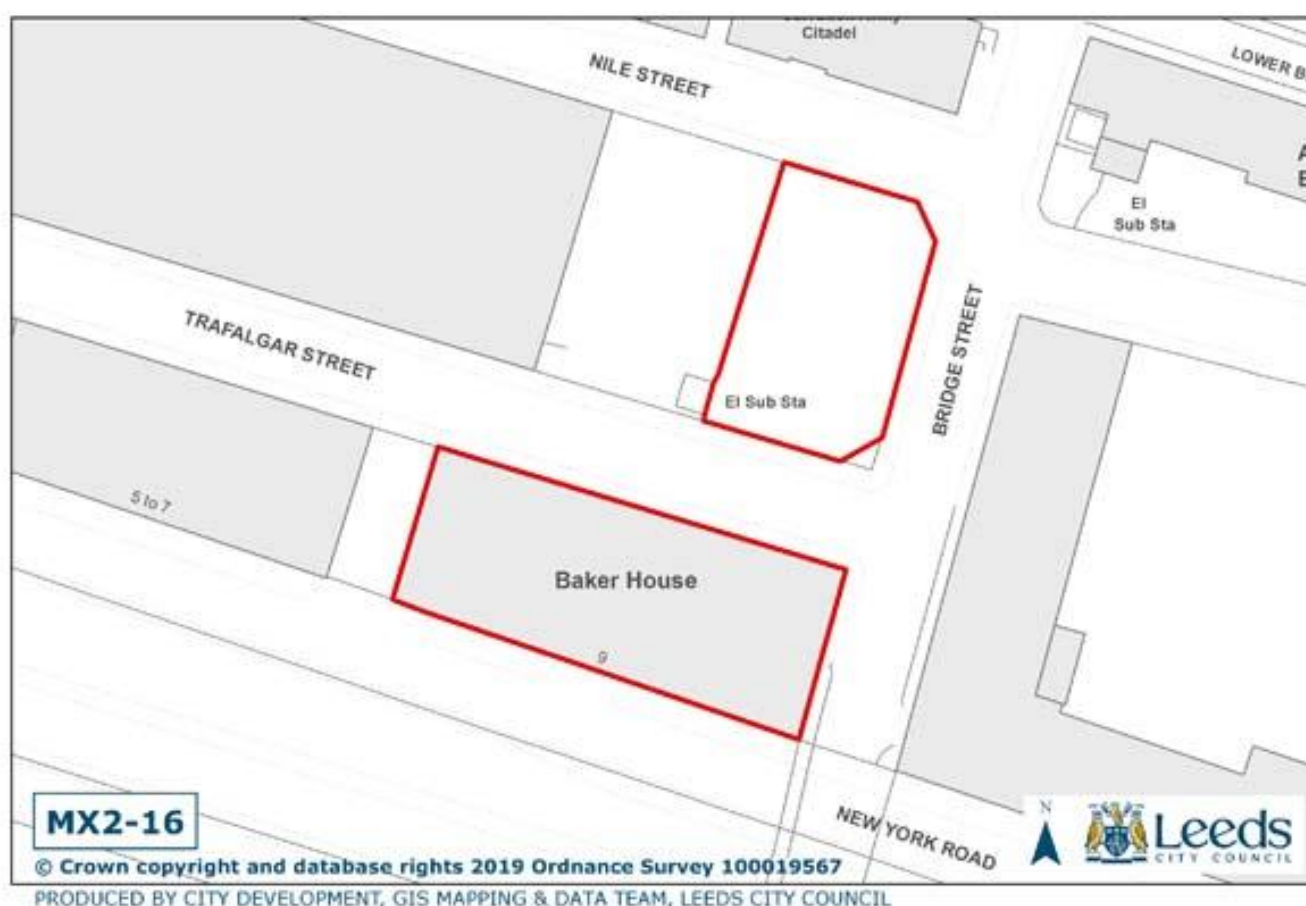 Citadel
NILE STREET
LOWER
El
Sub Sta
TRAFALGAR STREET
BRIDGE STREET
El Sub Sta
5 to 7
Baker House
9
NEW YORK ROAD
MX2-16
N
Leeds
CITY COUNCIL
© Crown copyright and database rights 2019 Ordnance Survey 100019567
PRODUCED BY CITY DEVELOPMENT, GIS MAPPING & DATA TEAM, LEEDS CITY COUNCIL